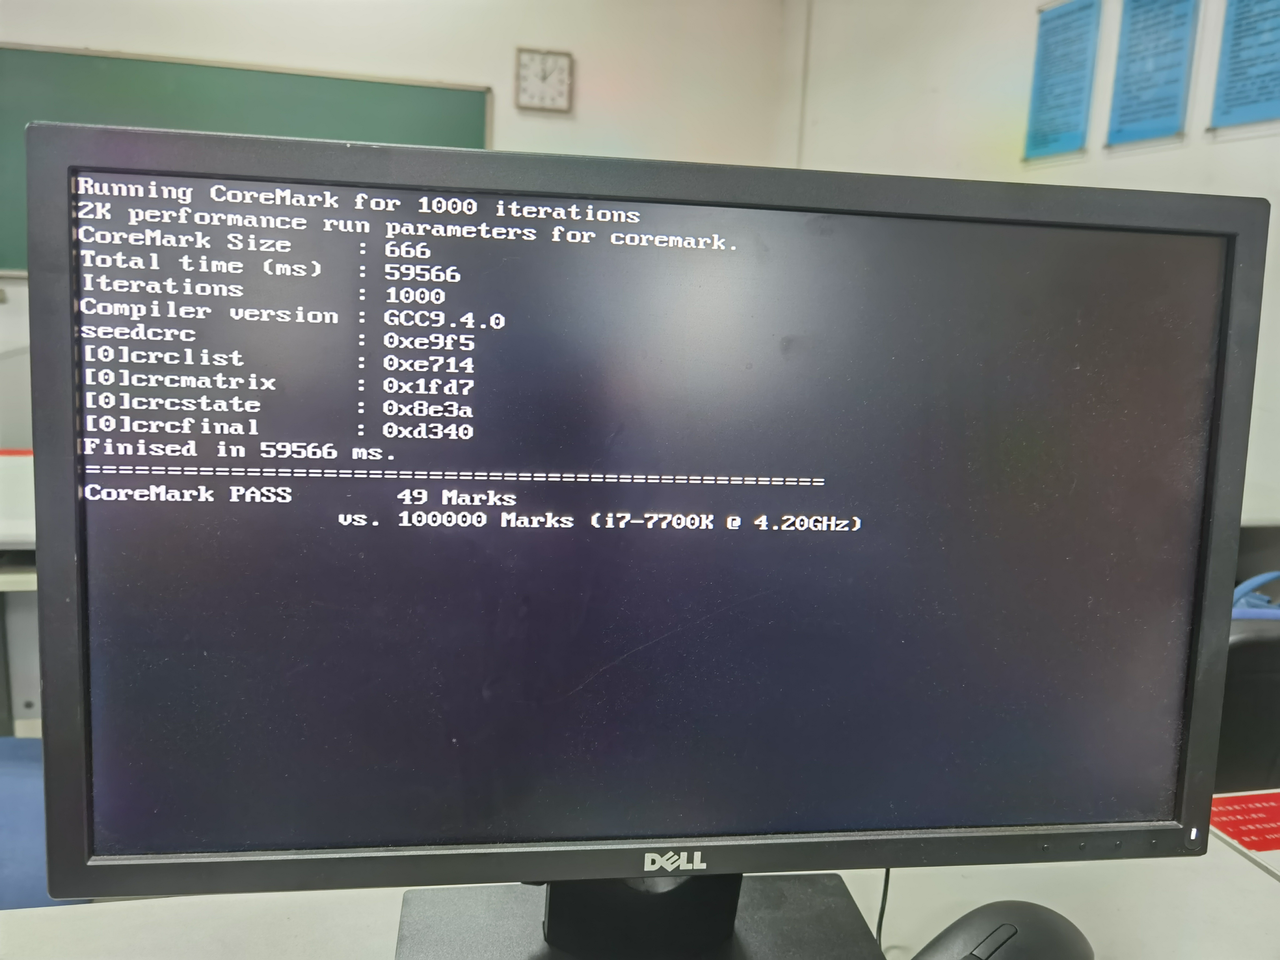 Running CoreMark for 1000 iterations
2K performance run parameters for coremark.
CoreMark Size : 666
Total time (ms) : 59566
Iterations : 1000
Compiler version : GCC9.4.0
seedcrc : 0xe9f5
[0]crclist : 0xe714
[0]crcmatrix : 0x1fd7
[0]crcstate : 0x8e3a
[0]crcfinal : 0xd340
Finised in 59566 ms.
==================================================
CoreMark PASS 49 Marks
vs. 100000 Marks (i7-7700K @ 4.20GHz)
DELL